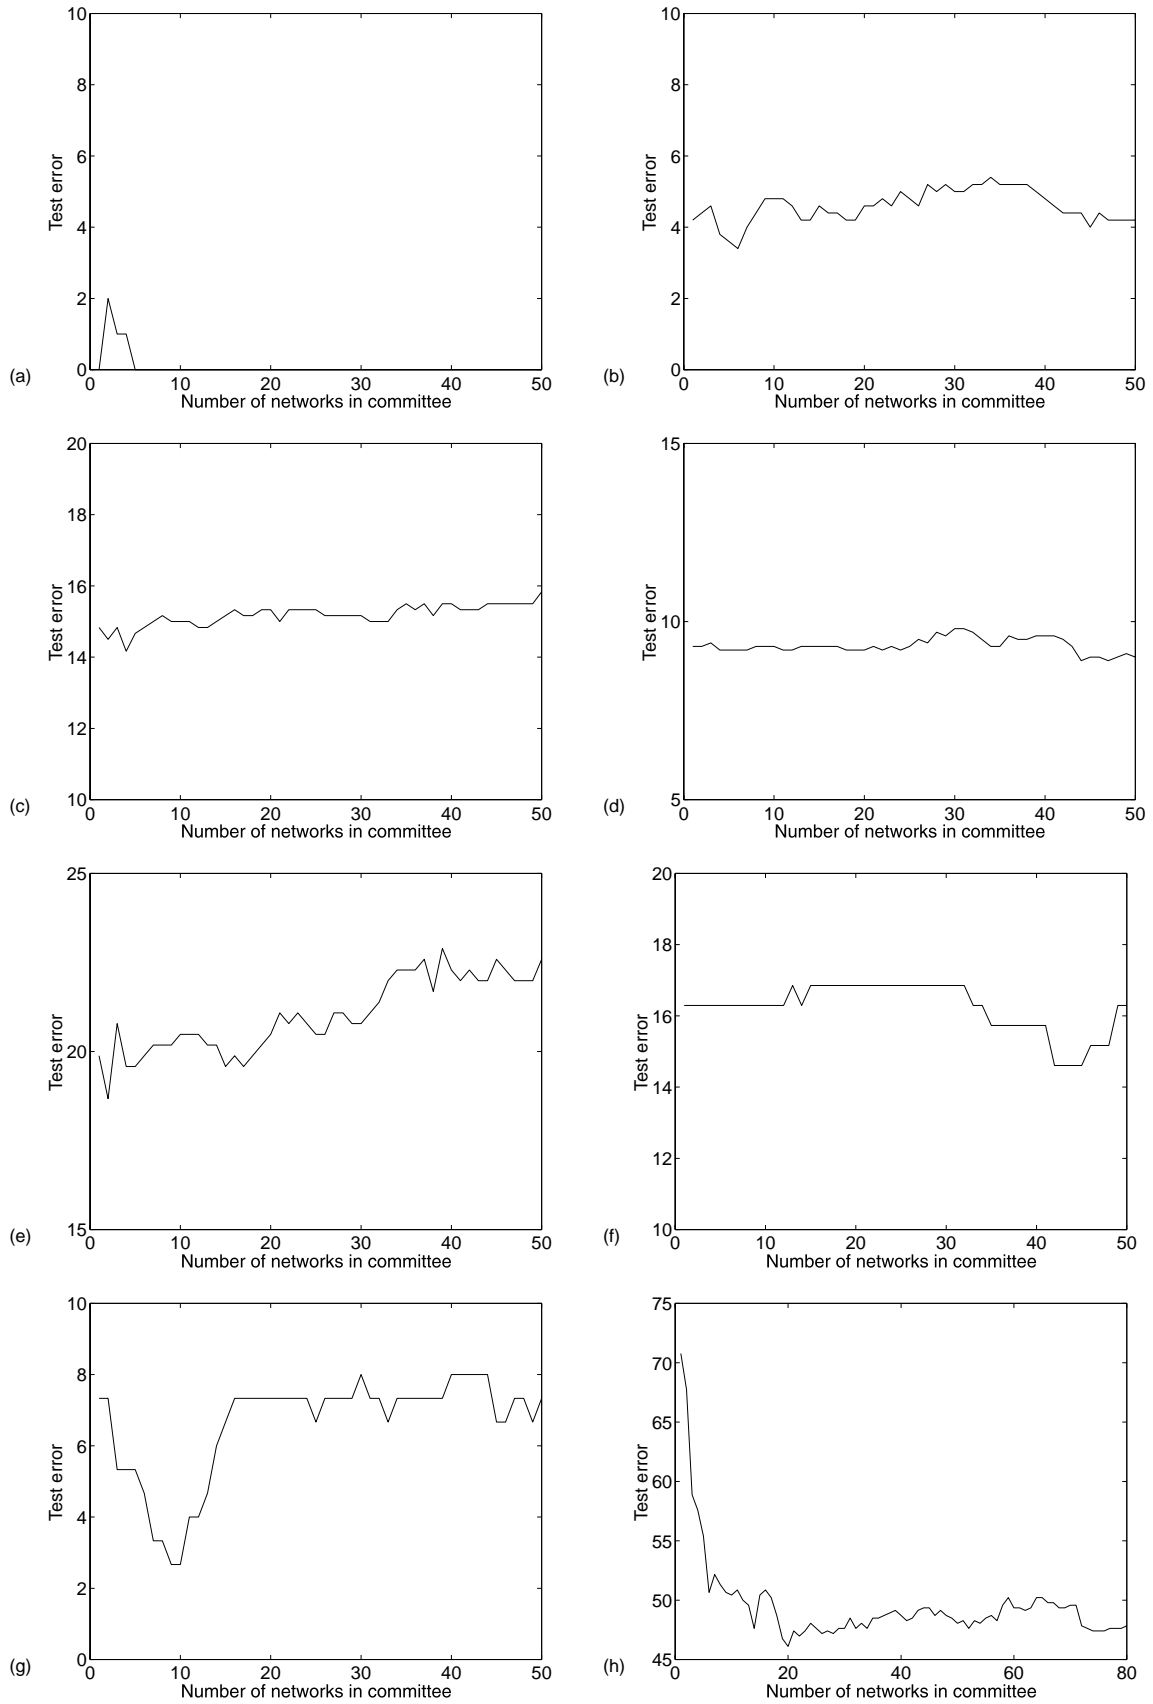 10
8
6
4
2
0
Test error
0 10 20 30 40 50
Number of networks in committee
(a)
10
8
6
4
2
0
Test error
0 10 20 30 40 50
Number of networks in committee
(b)
20
18
16
14
12
10
Test error
0 10 20 30 40 50
Number of networks in committee
(c)
15
10
5
Test error
0 10 20 30 40 50
Number of networks in committee
(d)
25
20
15
Test error
0 10 20 30 40 50
Number of networks in committee
(e)
20
18
16
14
12
10
Test error
0 10 20 30 40 50
Number of networks in committee
(f)
10
8
6
4
2
0
Test error
0 10 20 30 40 50
Number of networks in committee
(g)
75
70
65
60
55
50
45
Test error
0 20 40 60 80
Number of networks in committee
(h)